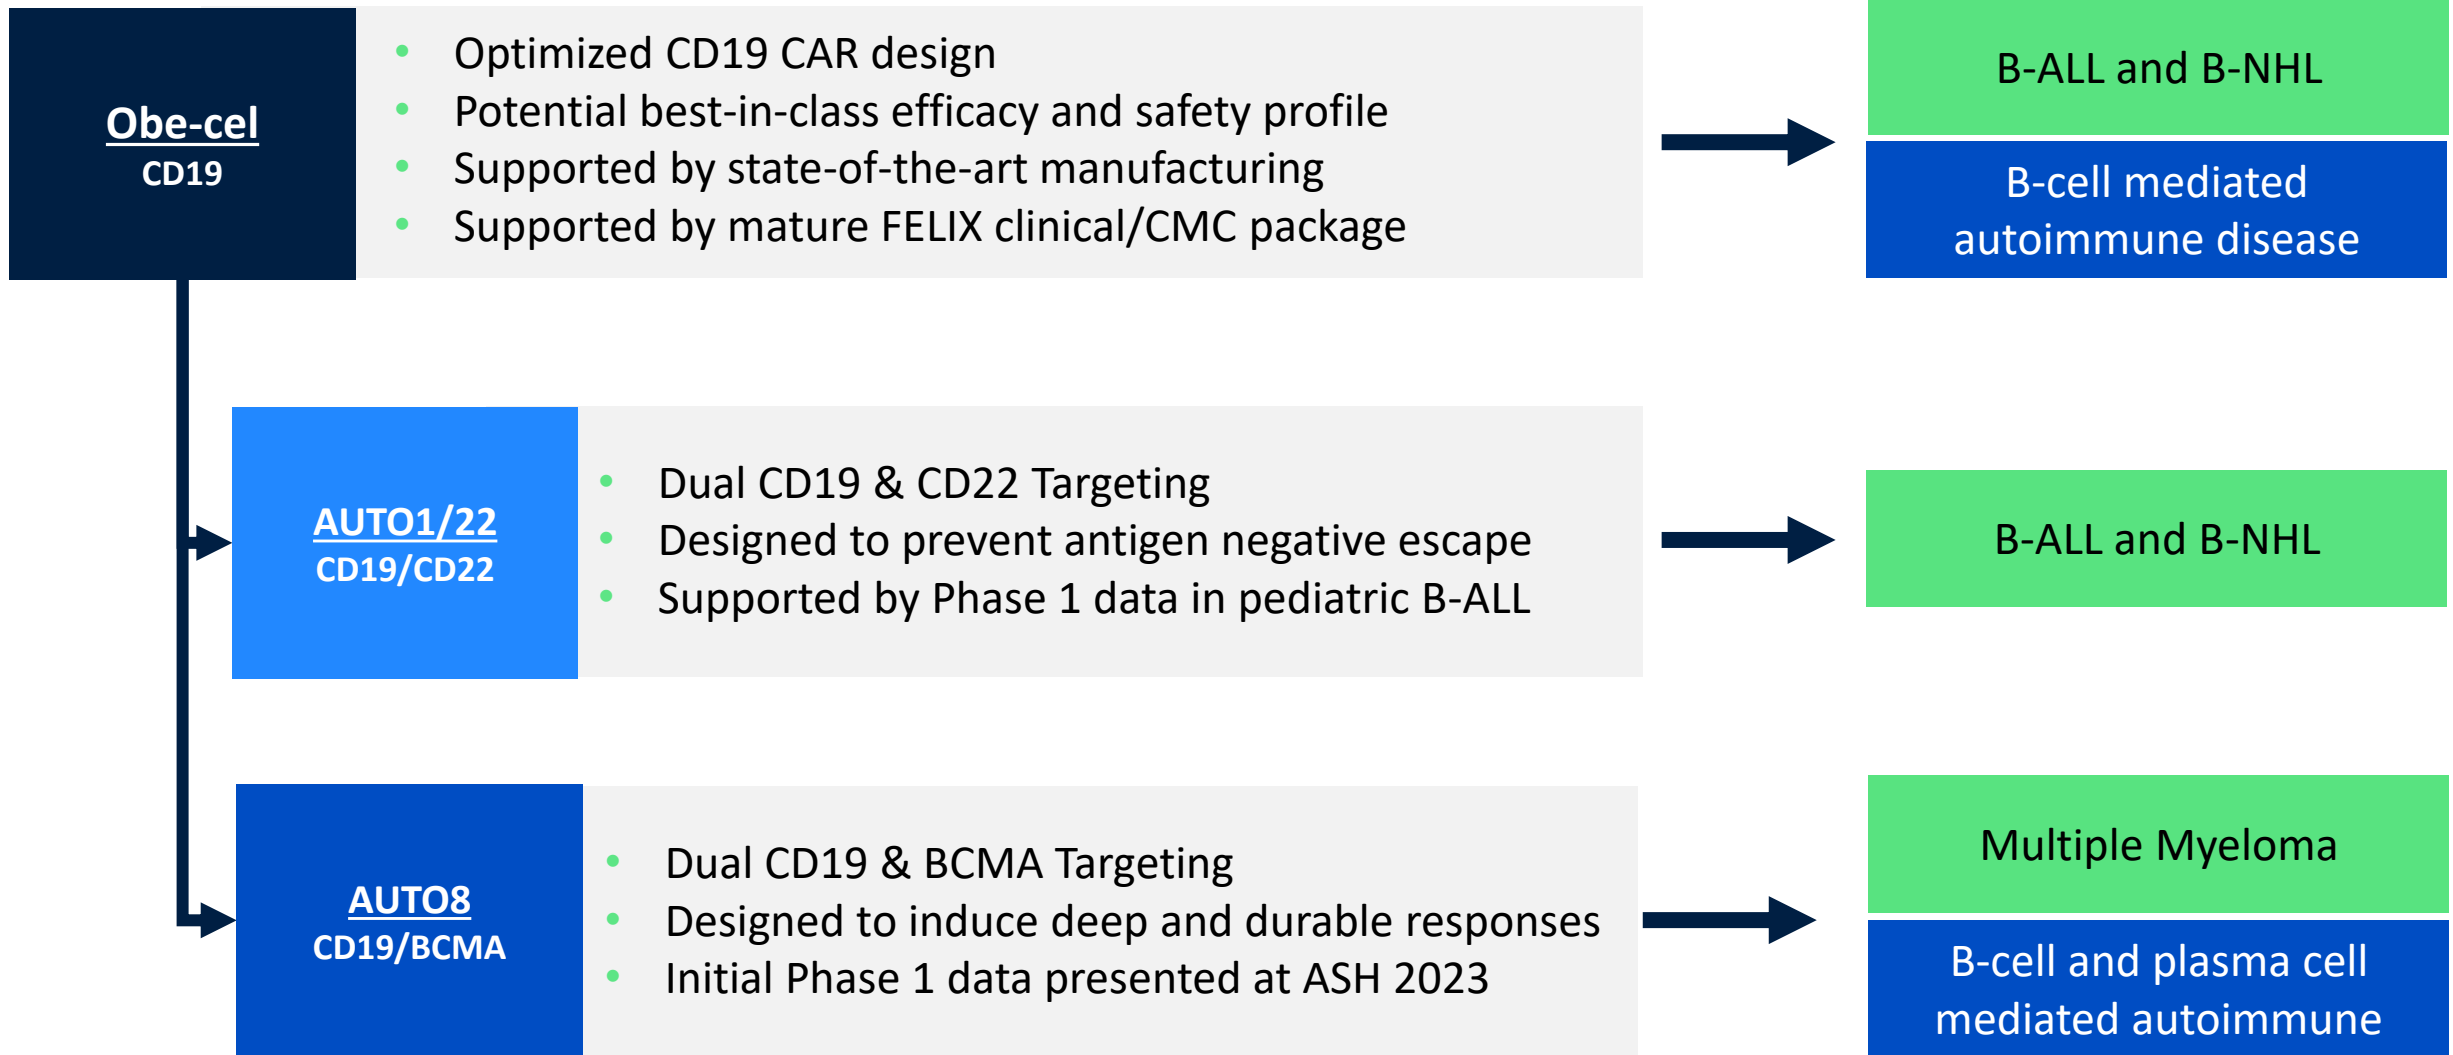 Obe-cel
CD19
• Optimized CD19 CAR design
• Potential best-in-class efficacy and safety profile
• Supported by state-of-the-art manufacturing
• Supported by mature FELIX clinical/CMC package
B-ALL and B-NHL
B-cell mediated
autoimmune disease
AUTO1/22
CD19/CD22
• Dual CD19 & CD22 Targeting
• Designed to prevent antigen negative escape
• Supported by Phase 1 data in pediatric B-ALL
B-ALL and B-NHL
AUTO8
CD19/BCMA
• Dual CD19 & BCMA Targeting
• Designed to induce deep and durable responses
• Initial Phase 1 data presented at ASH 2023
Multiple Myeloma
B-cell and plasma cell
mediated autoimmune